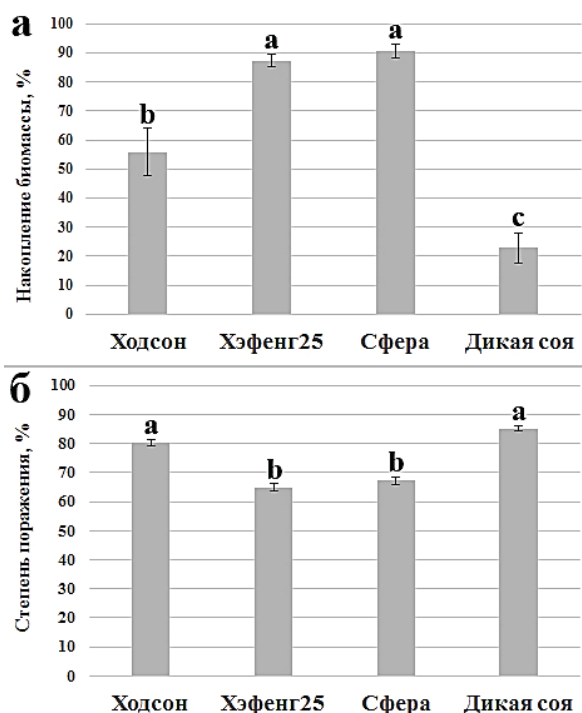 а
Накопление биомассы, %
100
90
80
70
60
50
40
30
20
10
0
b
a
a
c
Ходсон Хэфенг25 Сфера Дикая соя
б
Степень поражения, %
100
90
80
70
60
50
40
30
20
10
0
a
b
b
a
Ходсон Хэфенг25 Сфера Дикая соя